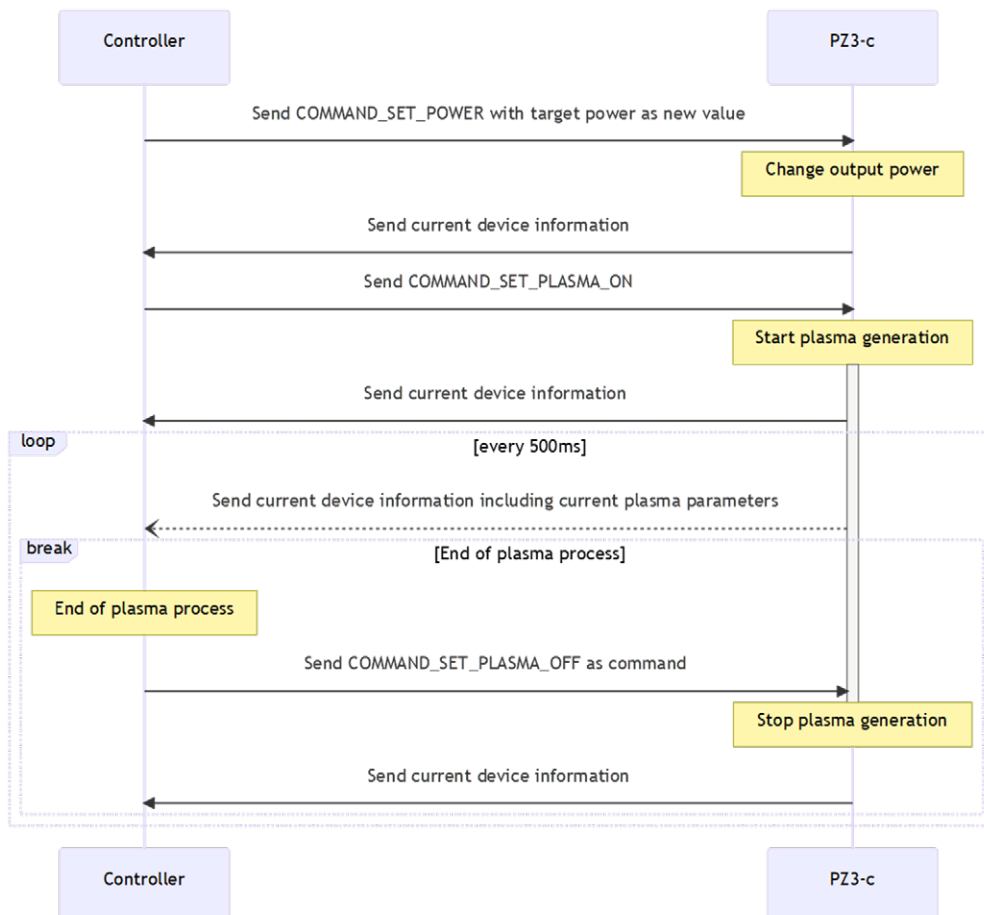 Controller
PZ3-c
Send COMMAND_SET_POWER with target power as new value
Change output power
Send current device information
Send COMMAND_SET_PLASMA_ON
Start plasma generation
Send current device information
loop
[every 500ms]
Send current device information including current plasma parameters
break
[End of plasma process]
End of plasma process
Send COMMAND_SET_PLASMA_OFF as command
Stop plasma generation
Send current device information
Controller
PZ3-c